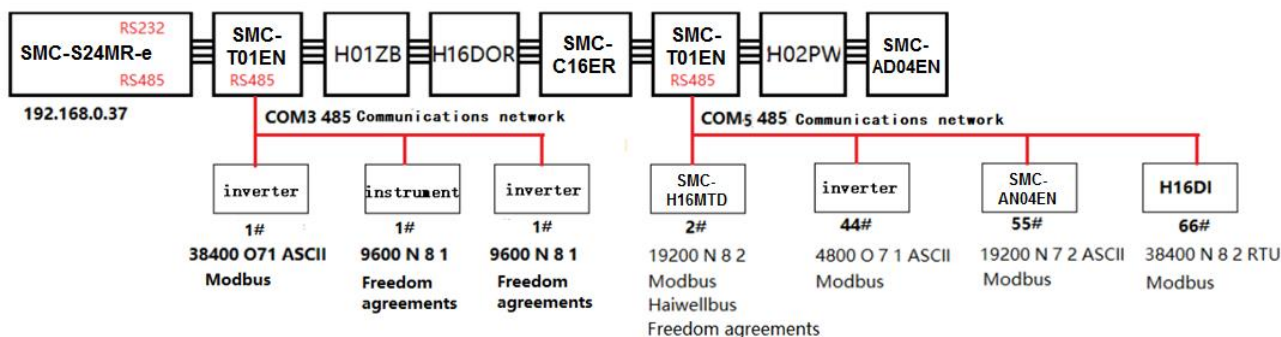 RS232
SMC-S24MR-e
RS485
192.168.0.37
SMC-
T01EN
RS485
H01ZB
H16DOR
SMC-
C16ER
SMC-
T01EN
RS485
H02PW
SMC-
AD04EN
COM3 485 Communications network
COM5 485 Communications network
inverter
1#
38400 O71 ASCII
Modbus
instrument
1#
9600 N 8 1
Freedom
agreements
inverter
1#
9600 N 8 1
Freedom
agreements
SMC-
H16MTD
2#
19200 N 8 2
Modbus
Haiwellbus
Freedom agreements
inverter
44#
4800 O 7 1 ASCII
Modbus
SMC-
AN04EN
55#
19200 N 7 2 ASCII
Modbus
H16DI
66#
38400 N 8 2 RTU
Modbus